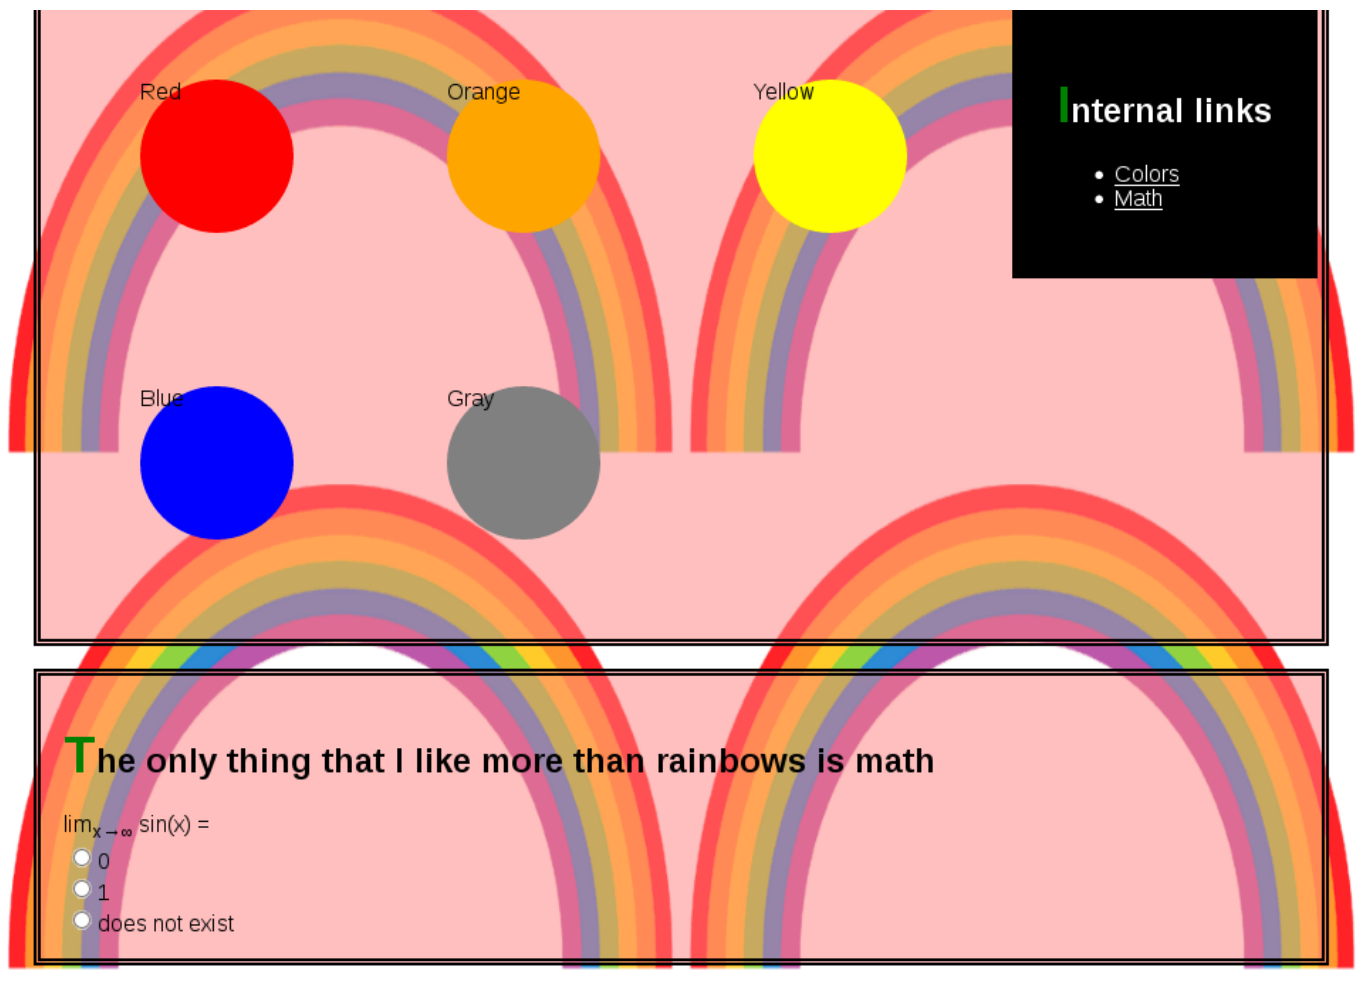 Red
Orange
Yellow
Internal links
Colors
Math
Blue
Gray
The only thing that I like more than rainbows is math
limx→∞ sin(x) =
0
1
does not exist